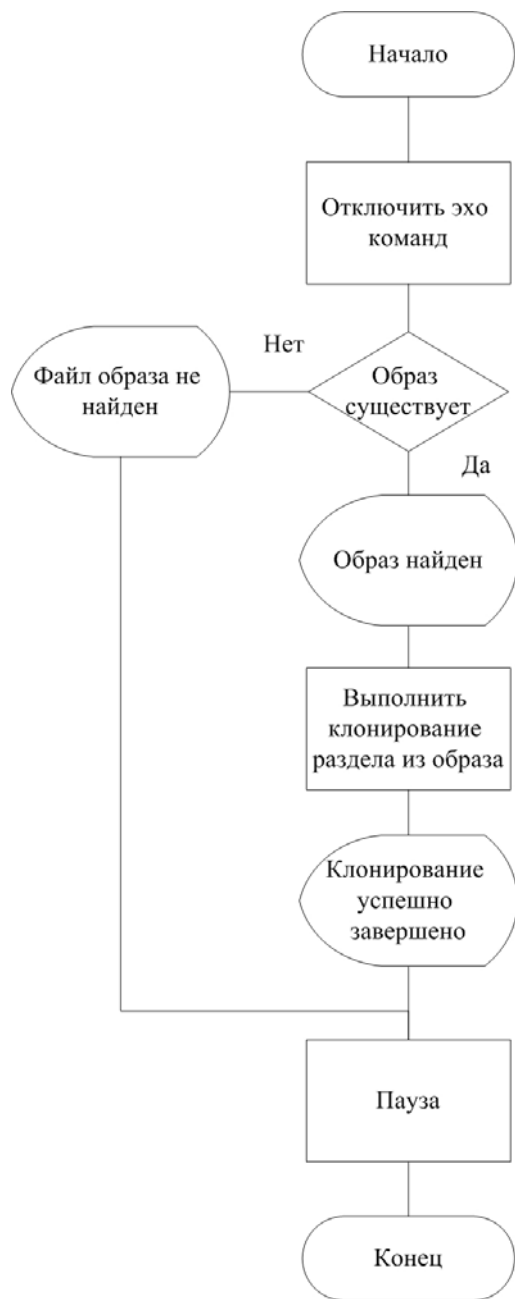 Начало
Отключить эхо
команд
Нет
Файл образа не
найден
Образ
существует
Да
Образ найден
Выполнить
клонирование
раздела из образа
Клонирование
успешно
завершено
Пауза
Конец